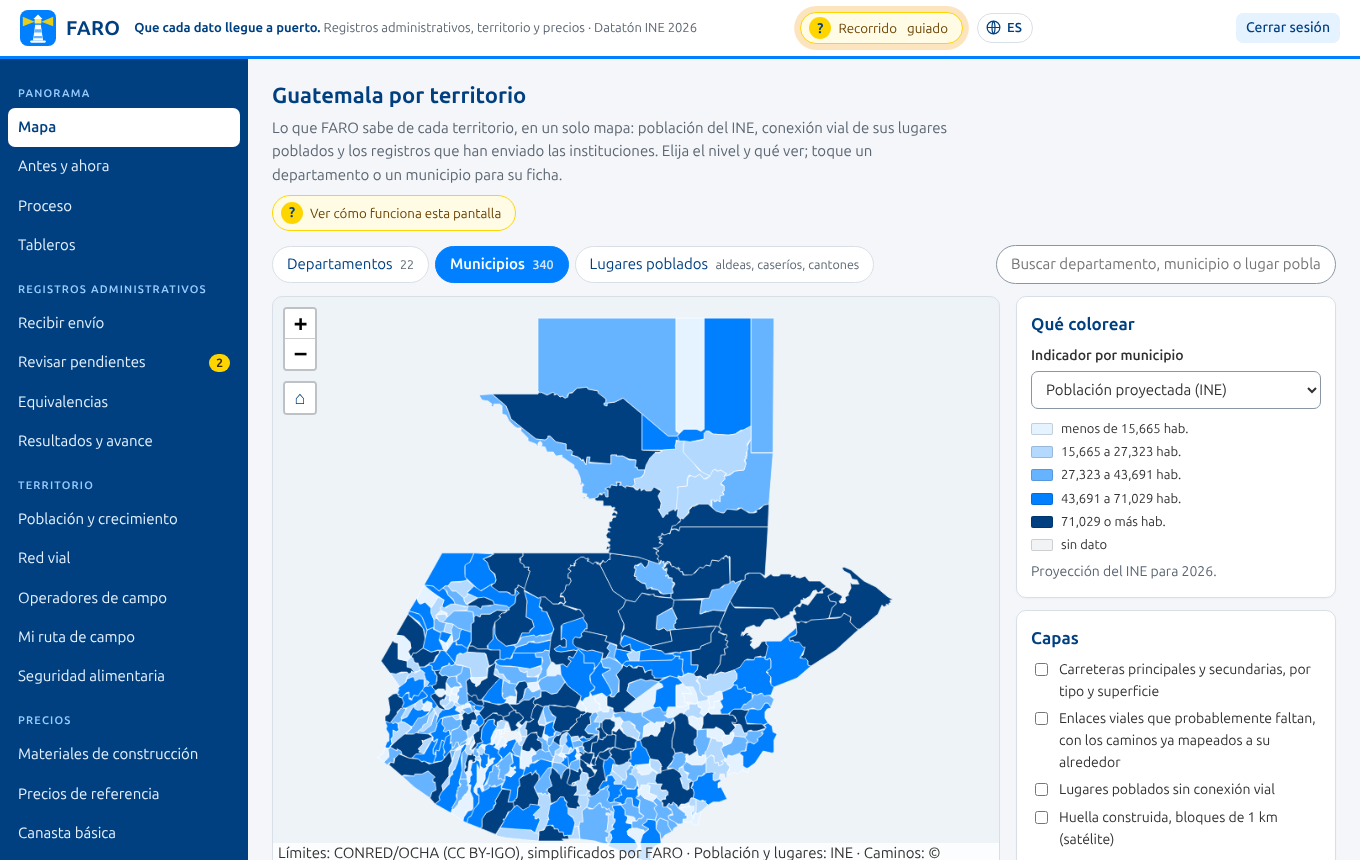 FARO
Que cada dato llegue a puerto. Registros administrativos, territorio y precios · Datatón INE 2026
? Recorrido guiado
ES
Cerrar sesión
PANORAMA
Mapa
Antes y ahora
Proceso
Tableros
REGISTROS ADMINISTRATIVOS
Recibir envío
Revisar pendientes 2
Equivalencias
Resultados y avance
TERRITORIO
Población y crecimiento
Red vial
Operadores de campo
Mi ruta de campo
Seguridad alimentaria
PRECIOS
Materiales de construcción
Precios de referencia
Canasta básica
Guatemala por territorio
Lo que FARO sabe de cada territorio, en un solo mapa: población del INE, conexión vial de sus lugares
poblados y los registros que han enviado las instituciones. Elija el nivel y qué ver; toque un
departamento o un municipio para su ficha.
? Ver cómo funciona esta pantalla
Departamentos 22
Municipios 340
Lugares poblados aldeas, caseríos, cantones
Buscar departamento, municipio o lugar pobla
+
−
⌂
Límites: CONRED/OCHA (CC BY-IGO), simplificados por FARO · Población y lugares: INE · Caminos: ©
Qué colorear
Indicador por municipio
Población proyectada (INE)
menos de 15,665 hab.
15,665 a 27,323 hab.
27,323 a 43,691 hab.
43,691 a 71,029 hab.
71,029 o más hab.
sin dato
Proyección del INE para 2026.
Capas
Carreteras principales y secundarias, por
tipo y superficie
Enlaces viales que probablemente faltan,
con los caminos ya mapeados a su
alrededor
Lugares poblados sin conexión vial
Huella construida, bloques de 1 km
(satélite)